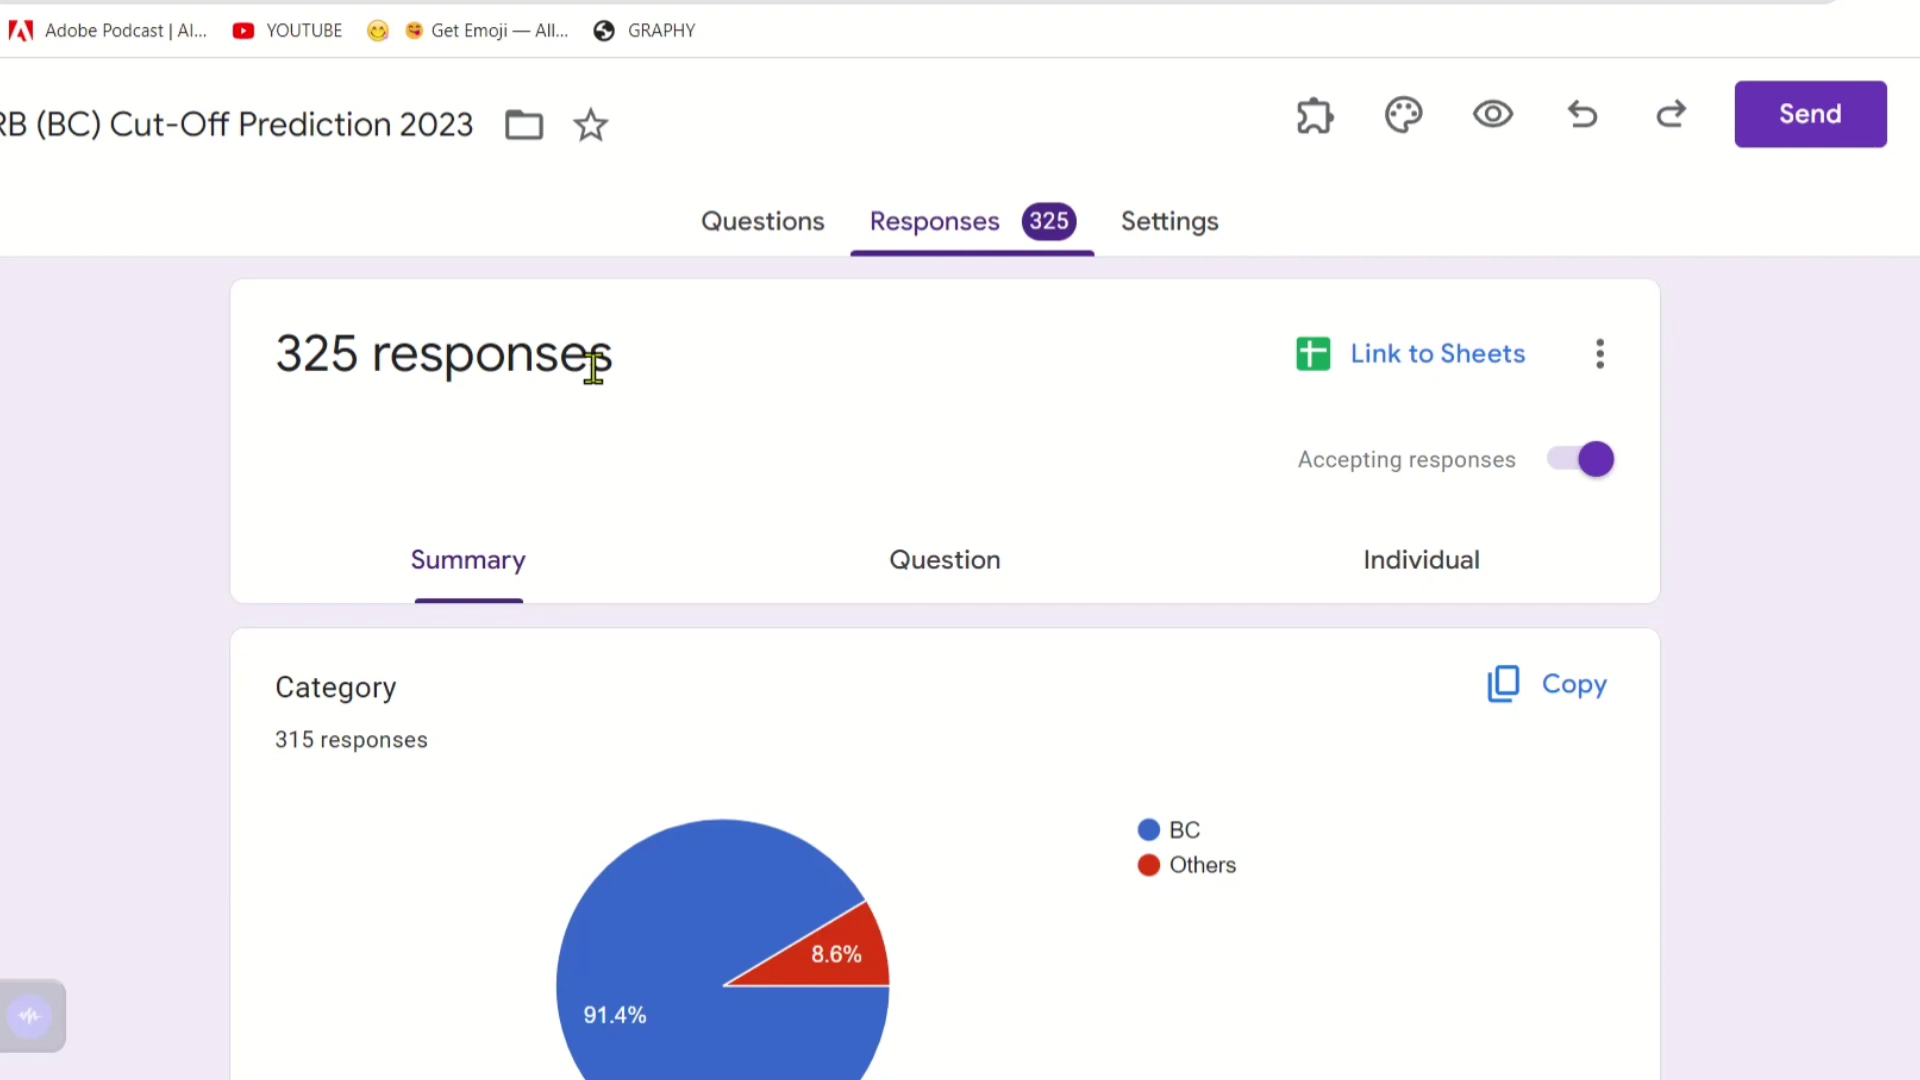 Adobe Podcast | AI... YOUTUBE Get Emoji — All... GRAPHY
RB (BC) Cut-Off Prediction 2023
Send
Questions Responses 325 Settings
325 responses
Link to Sheets
Accepting responses
Summary Question Individual
Category
Copy
315 responses
BC
Others
8.6%
91.4%